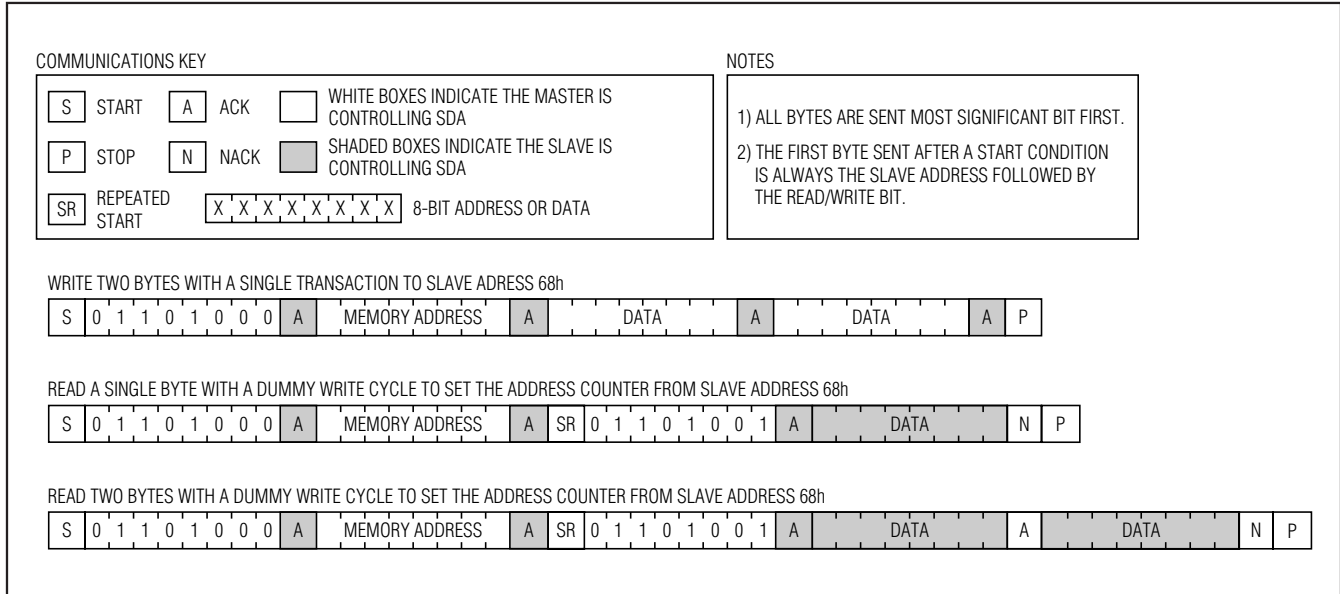 COMMUNICATIONS KEY
S START A ACK WHITE BOXES INDICATE THE MASTER IS
CONTROLLING SDA
P STOP N NACK SHADED BOXES INDICATE THE SLAVE IS
CONTROLLING SDA
SR REPEATED
START
X X X X X X X X 8-BIT ADDRESS OR DATA
NOTES
1) ALL BYTES ARE SENT MOST SIGNIFICANT BIT FIRST.
2) THE FIRST BYTE SENT AFTER A START CONDITION
IS ALWAYS THE SLAVE ADDRESS FOLLOWED BY
THE READ/WRITE BIT.
WRITE TWO BYTES WITH A SINGLE TRANSACTION TO SLAVE ADRESS 68h
S 0 1 1 0 1 0 0 0 A MEMORY ADDRESS A DATA A DATA A P
READ A SINGLE BYTE WITH A DUMMY WRITE CYCLE TO SET THE ADDRESS COUNTER FROM SLAVE ADDRESS 68h
S 0 1 1 0 1 0 0 0 A MEMORY ADDRESS A SR 0 1 1 0 1 0 0 1 A DATA N P
READ TWO BYTES WITH A DUMMY WRITE CYCLE TO SET THE ADDRESS COUNTER FROM SLAVE ADDRESS 68h
S 0 1 1 0 1 0 0 0 A MEMORY ADDRESS A SR 0 1 1 0 1 0 0 1 A DATA A DATA N P